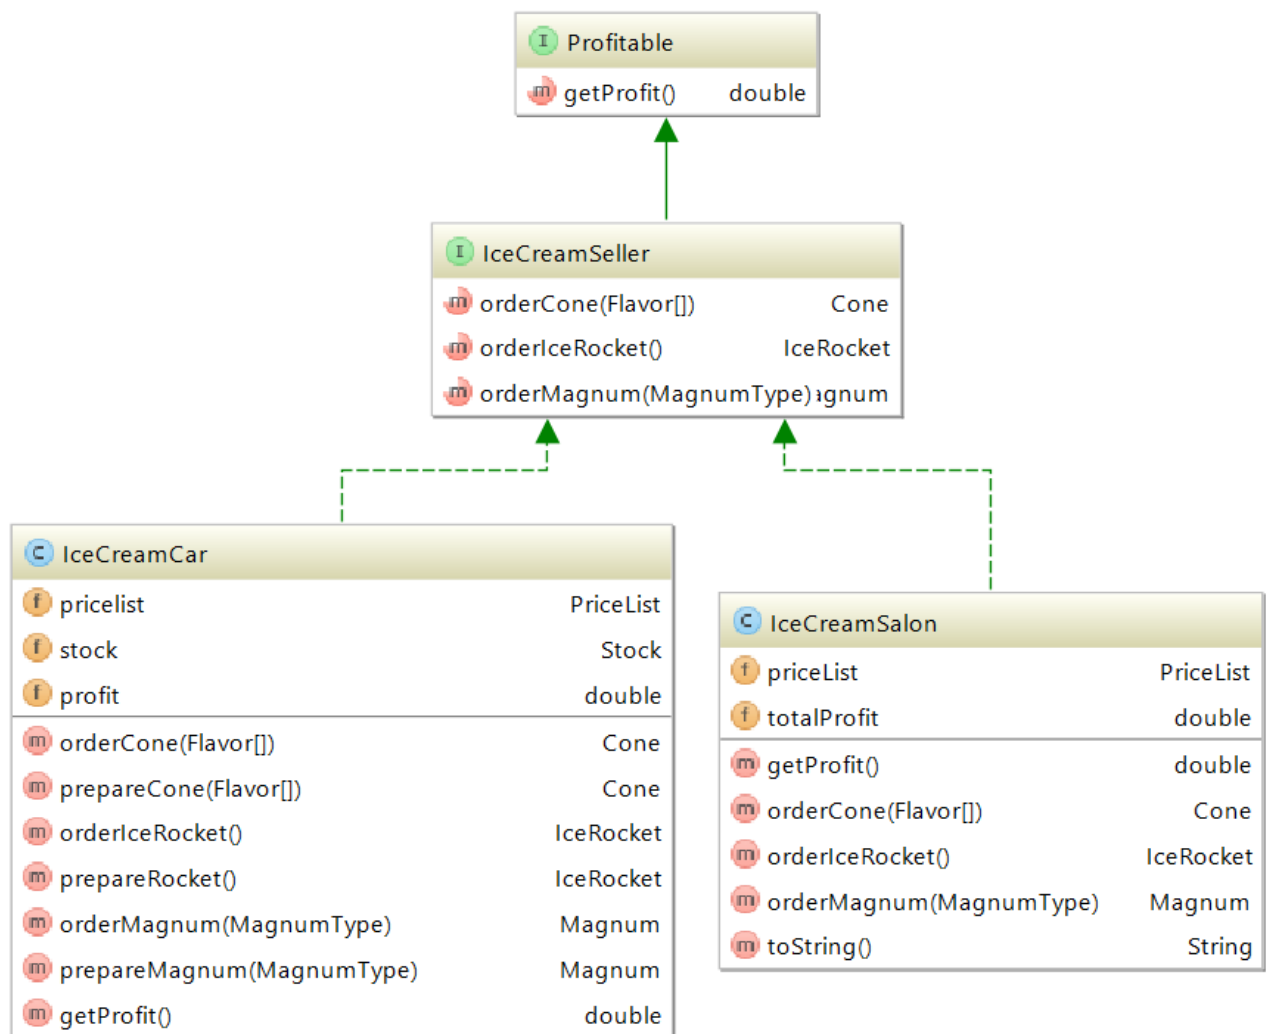 I Profitable
m getProfit() double
I IceCreamSeller
m orderCone(Flavor[]) Cone
m orderIceRocket() IceRocket
m orderMagnum(MagnumType) agnum
C IceCreamCar
f pricelist PriceList
f stock Stock
f profit double
m orderCone(Flavor[]) Cone
m prepareCone(Flavor[]) Cone
m orderIceRocket() IceRocket
m prepareRocket() IceRocket
m orderMagnum(MagnumType) Magnum
m prepareMagnum(MagnumType) Magnum
m getProfit() double
C IceCreamSalon
f priceList PriceList
f totalProfit double
m getProfit() double
m orderCone(Flavor[]) Cone
m orderIceRocket() IceRocket
m orderMagnum(MagnumType) Magnum
m toString() String